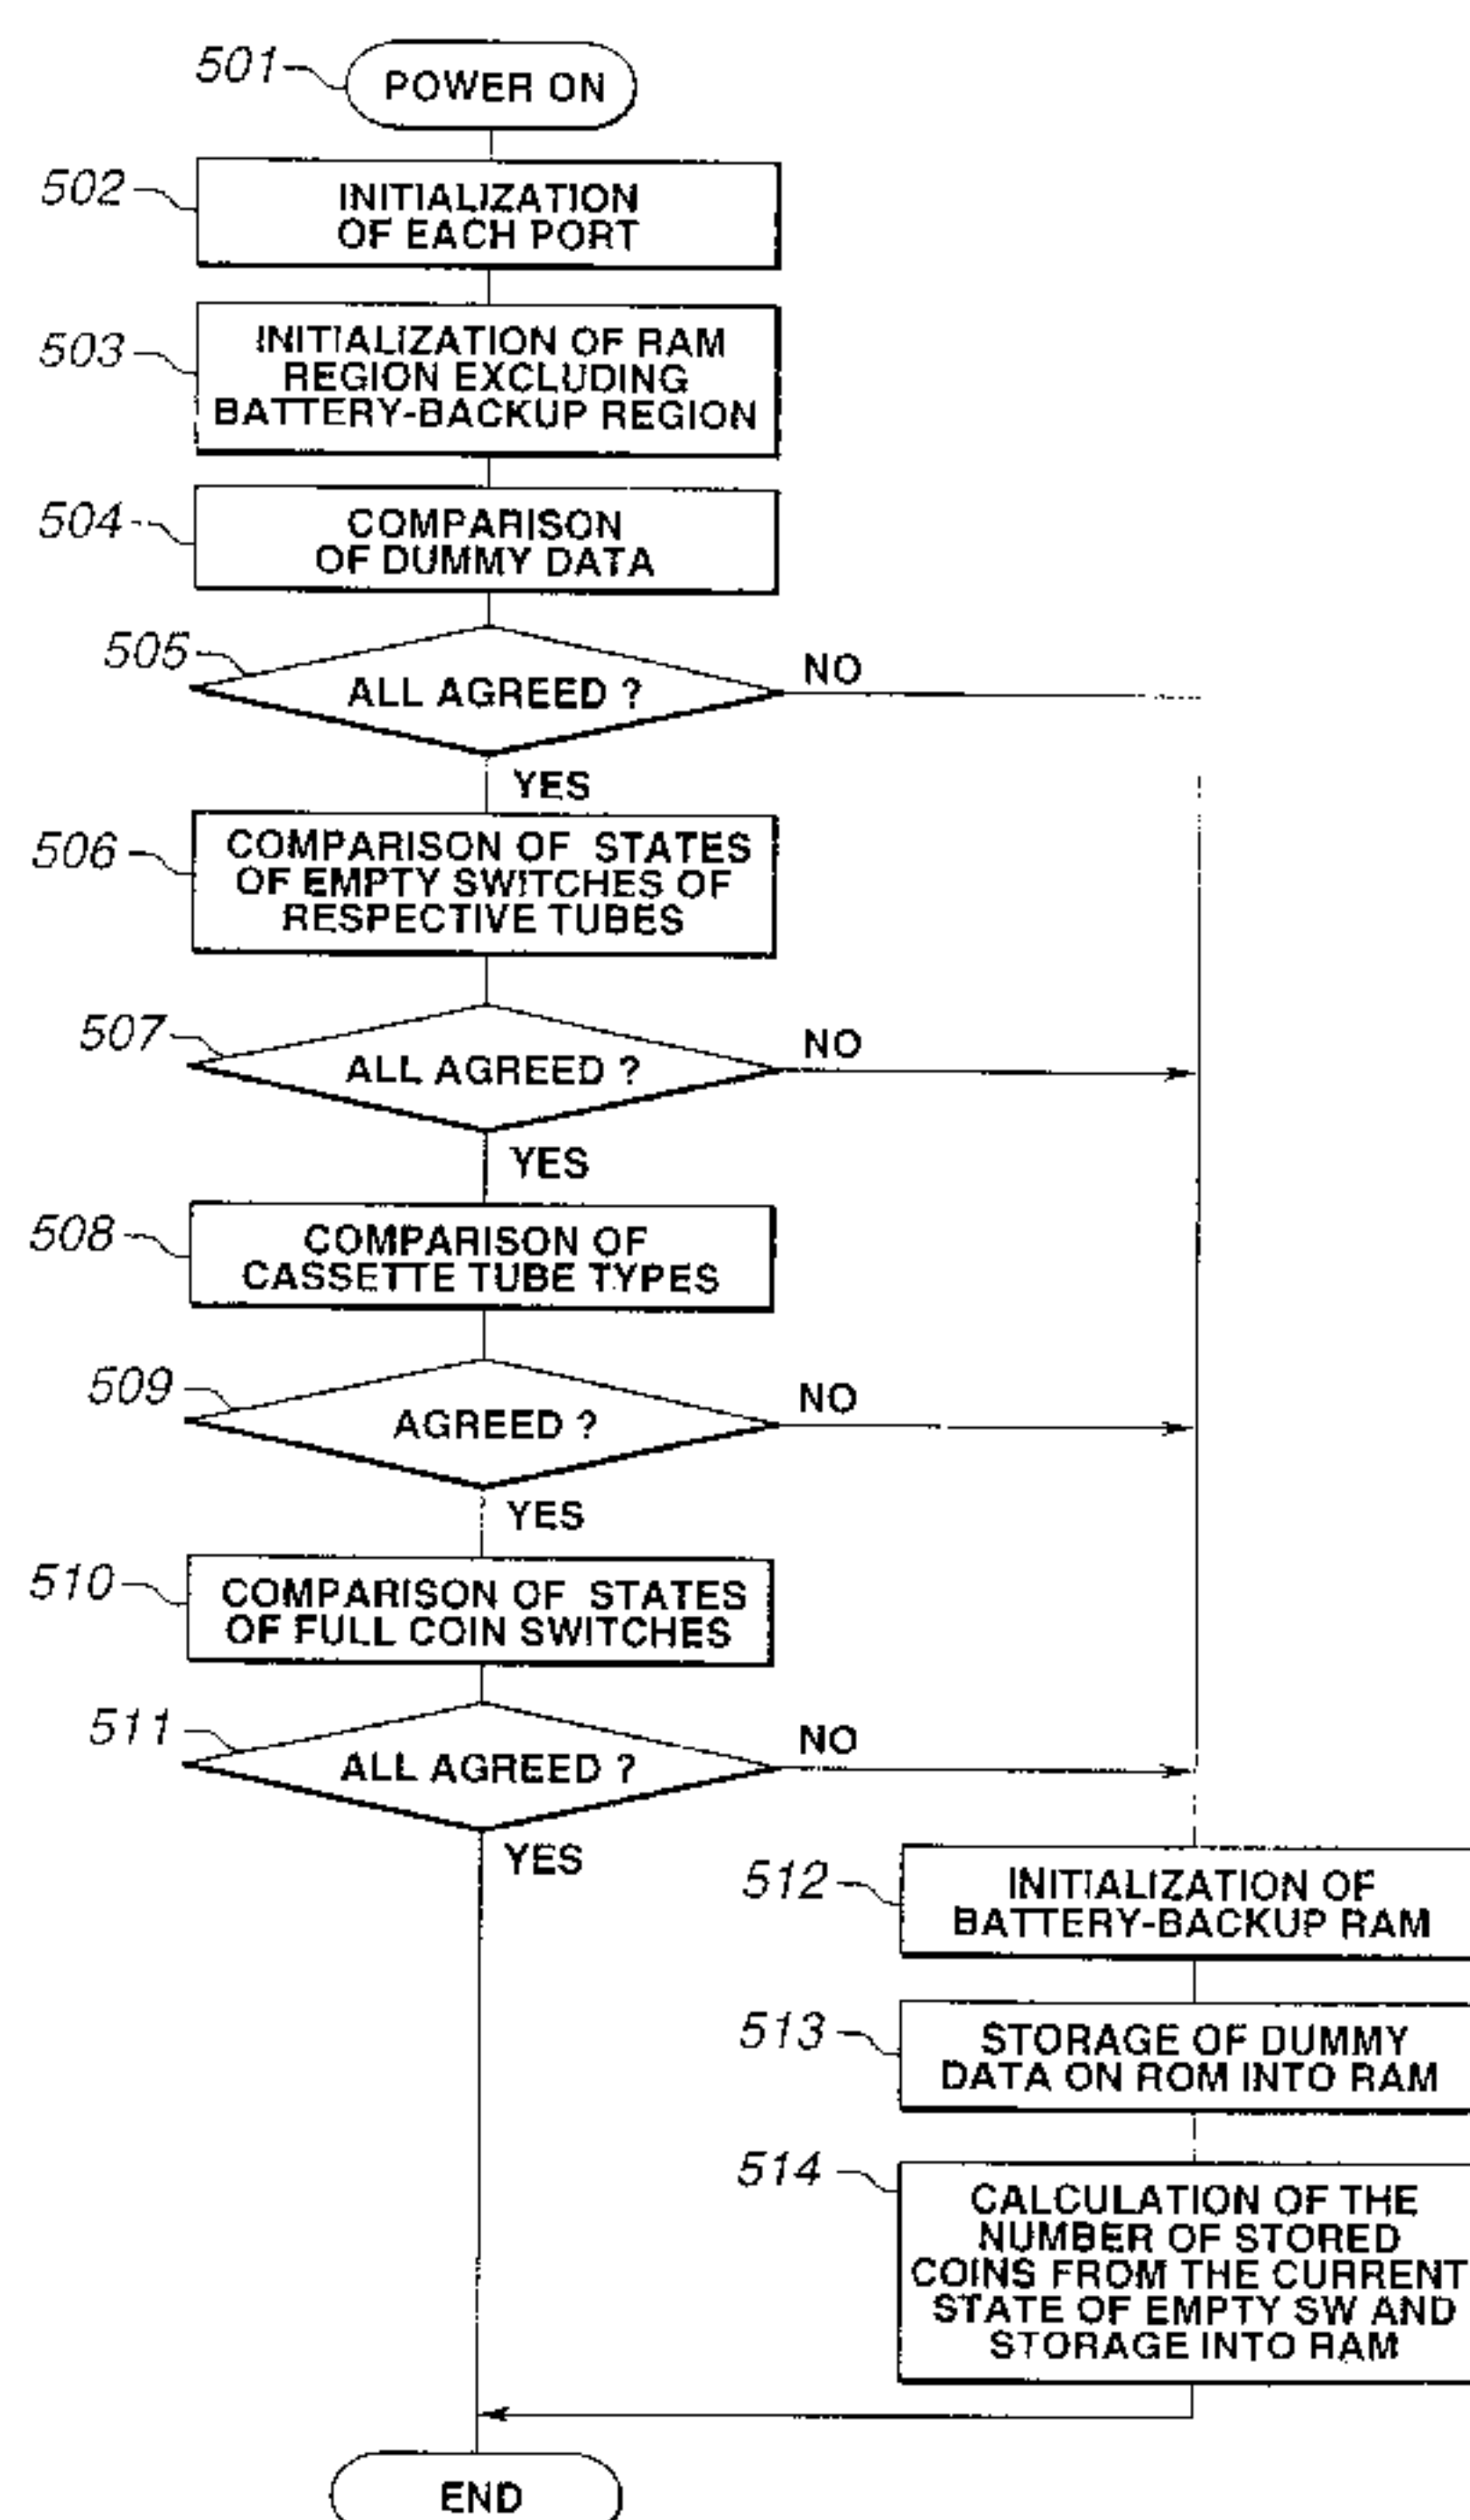 501
POWER ON
502
INITIALIZATION
OF EACH PORT
503
INITIALIZATION OF RAM
REGION EXCLUDING
BATTERY-BACKUP REGION
504
COMPARISON
OF DUMMY DATA
505
ALL AGREED ?
NO
YES
506
COMPARISON OF STATES
OF EMPTY SWITCHES OF
RESPECTIVE TUBES
507
ALL AGREED ?
NO
YES
508
COMPARISON OF
CASSETTE TUBE TYPES
509
AGREED ?
NO
YES
510
COMPARISON OF STATES
OF FULL COIN SWITCHES
511
ALL AGREED ?
NO
YES
512
INITIALIZATION OF
BATTERY-BACKUP RAM
513
STORAGE OF DUMMY
DATA ON ROM INTO RAM
514
CALCULATION OF THE
NUMBER OF STORED
COINS FROM THE CURRENT
STATE OF EMPTY SW AND
STORAGE INTO RAM
END